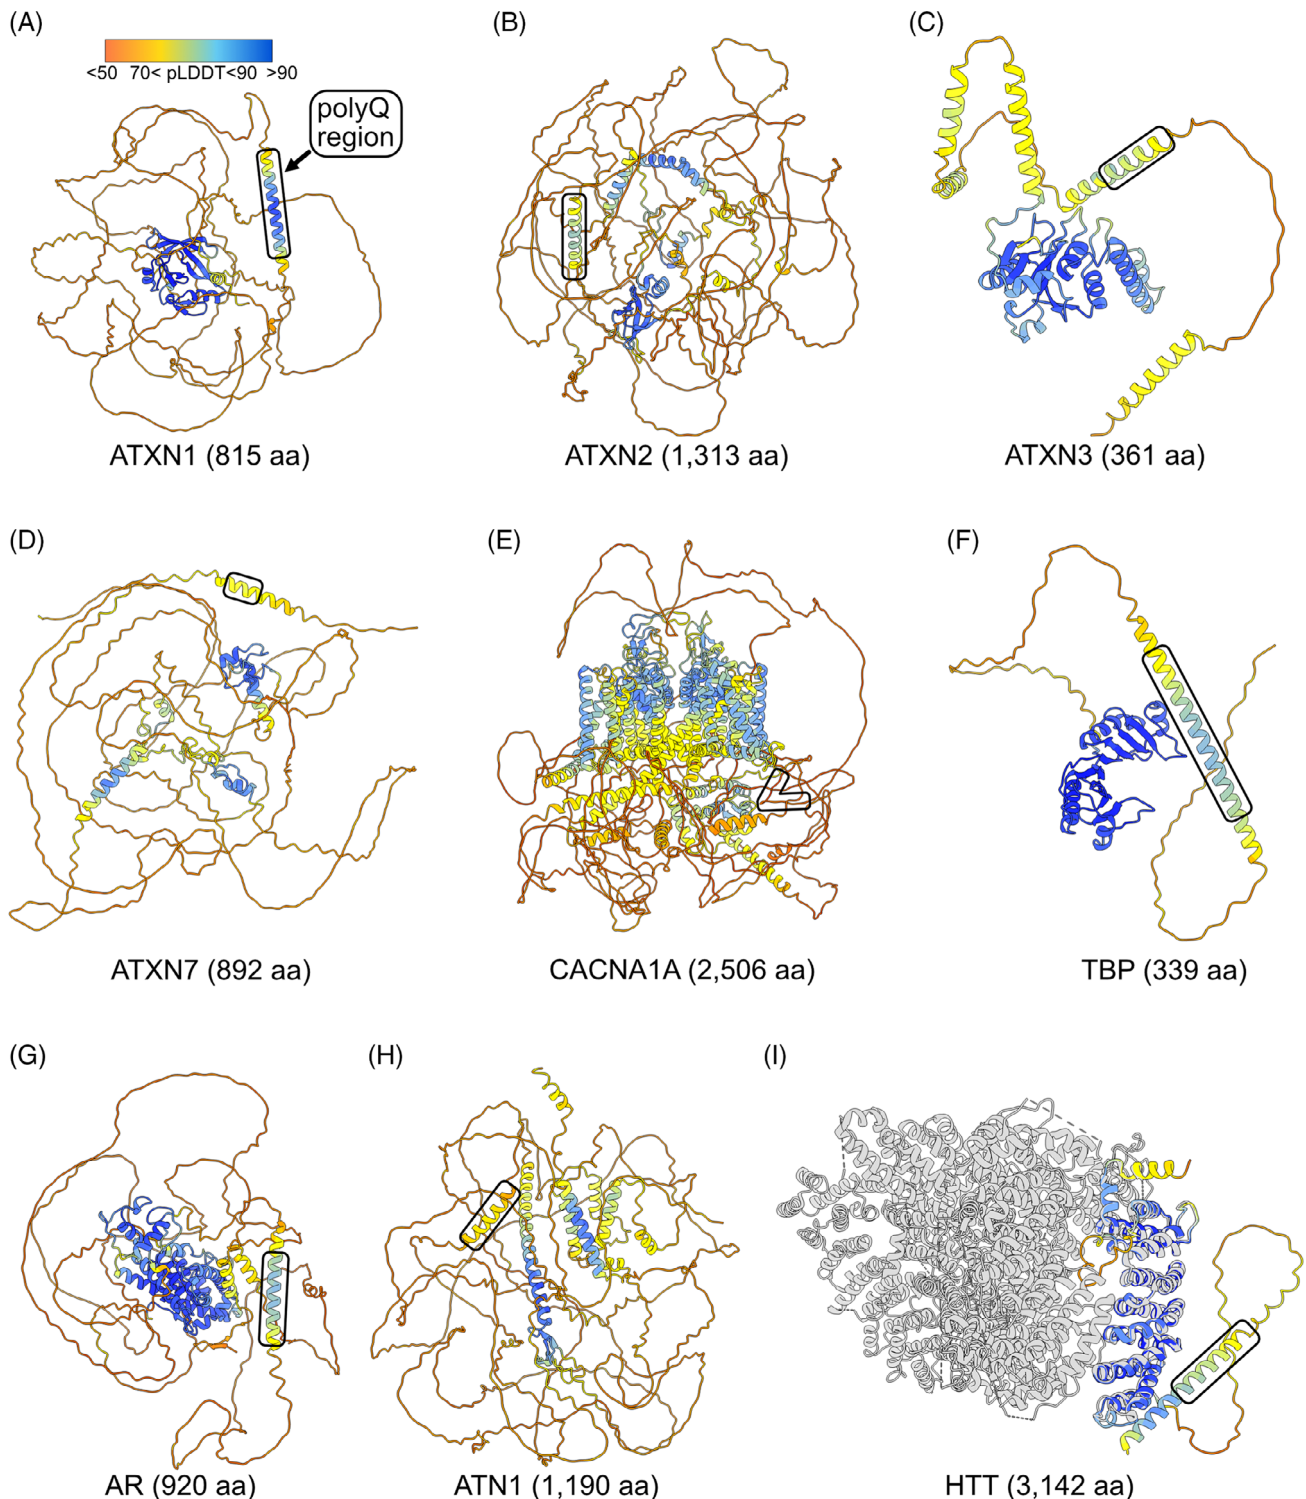 (A)
(B)
(C)
<50 70< pLDDT<90 >90
polyQ
region
ATXN1 (815 aa)
ATXN2 (1,313 aa)
ATXN3 (361 aa)
(D)
(E)
(F)
ATXN7 (892 aa)
CACNA1A (2,506 aa)
TBP (339 aa)
(G)
(H)
(I)
AR (920 aa)
ATN1 (1,190 aa)
HTT (3,142 aa)